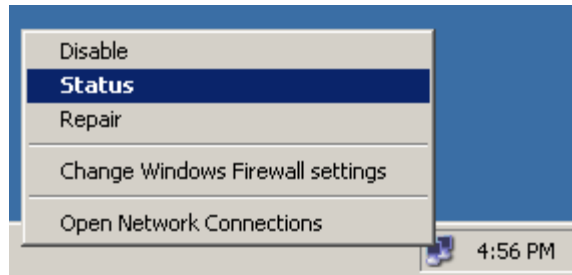 Disable
Status
Repair
Change Windows Firewall settings
Open Network Connections
4:56 PM